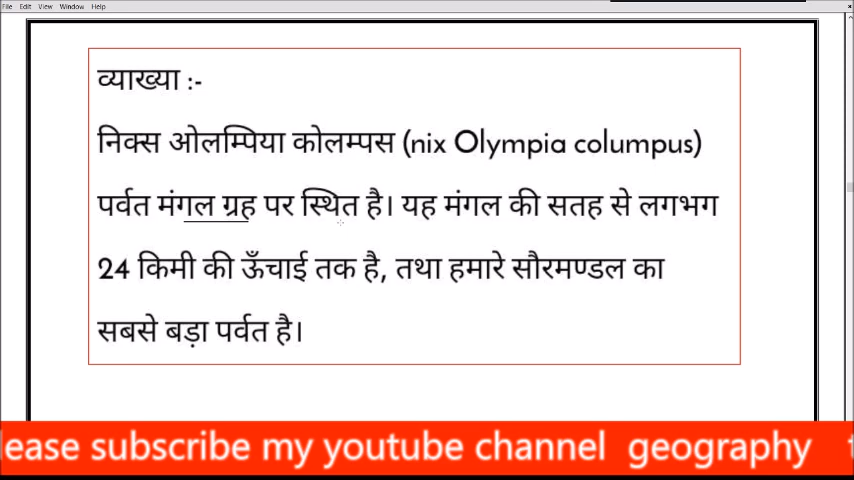 File Edit View Window Help
व्याख्या :-
निक्स ओलम्पिया कोलम्पस (nix Olympia columpus)
पर्वत मंगल ग्रह पर स्थित है। यह मंगल की सतह से लगभग
24 किमी की ऊँचाई तक है, तथा हमारे सौरमण्डल का
सबसे बड़ा पर्वत है।
lease subscribe my youtube channel geography